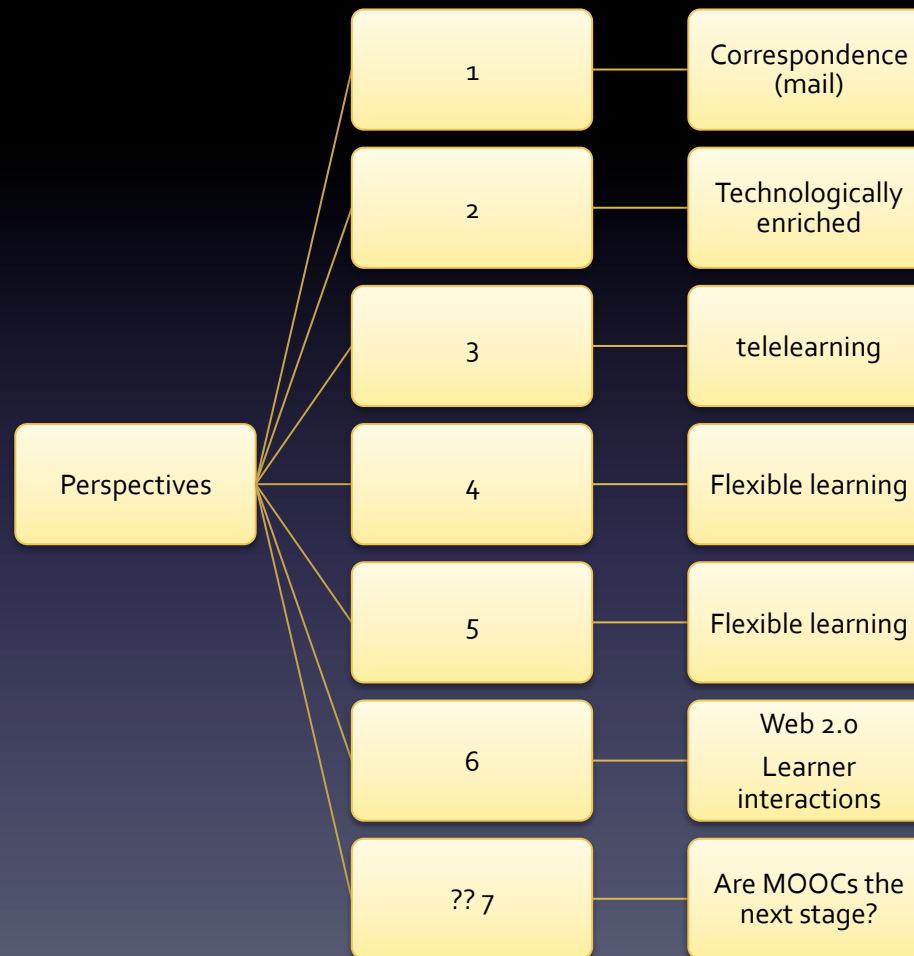 Perspectives
1
Correspondence
(mail)
2
Technologically
enriched
3
telelearning
4
Flexible learning
5
Flexible learning
6
Web 2.0
Learner
interactions
?? 7
Are MOOCs the
next stage?